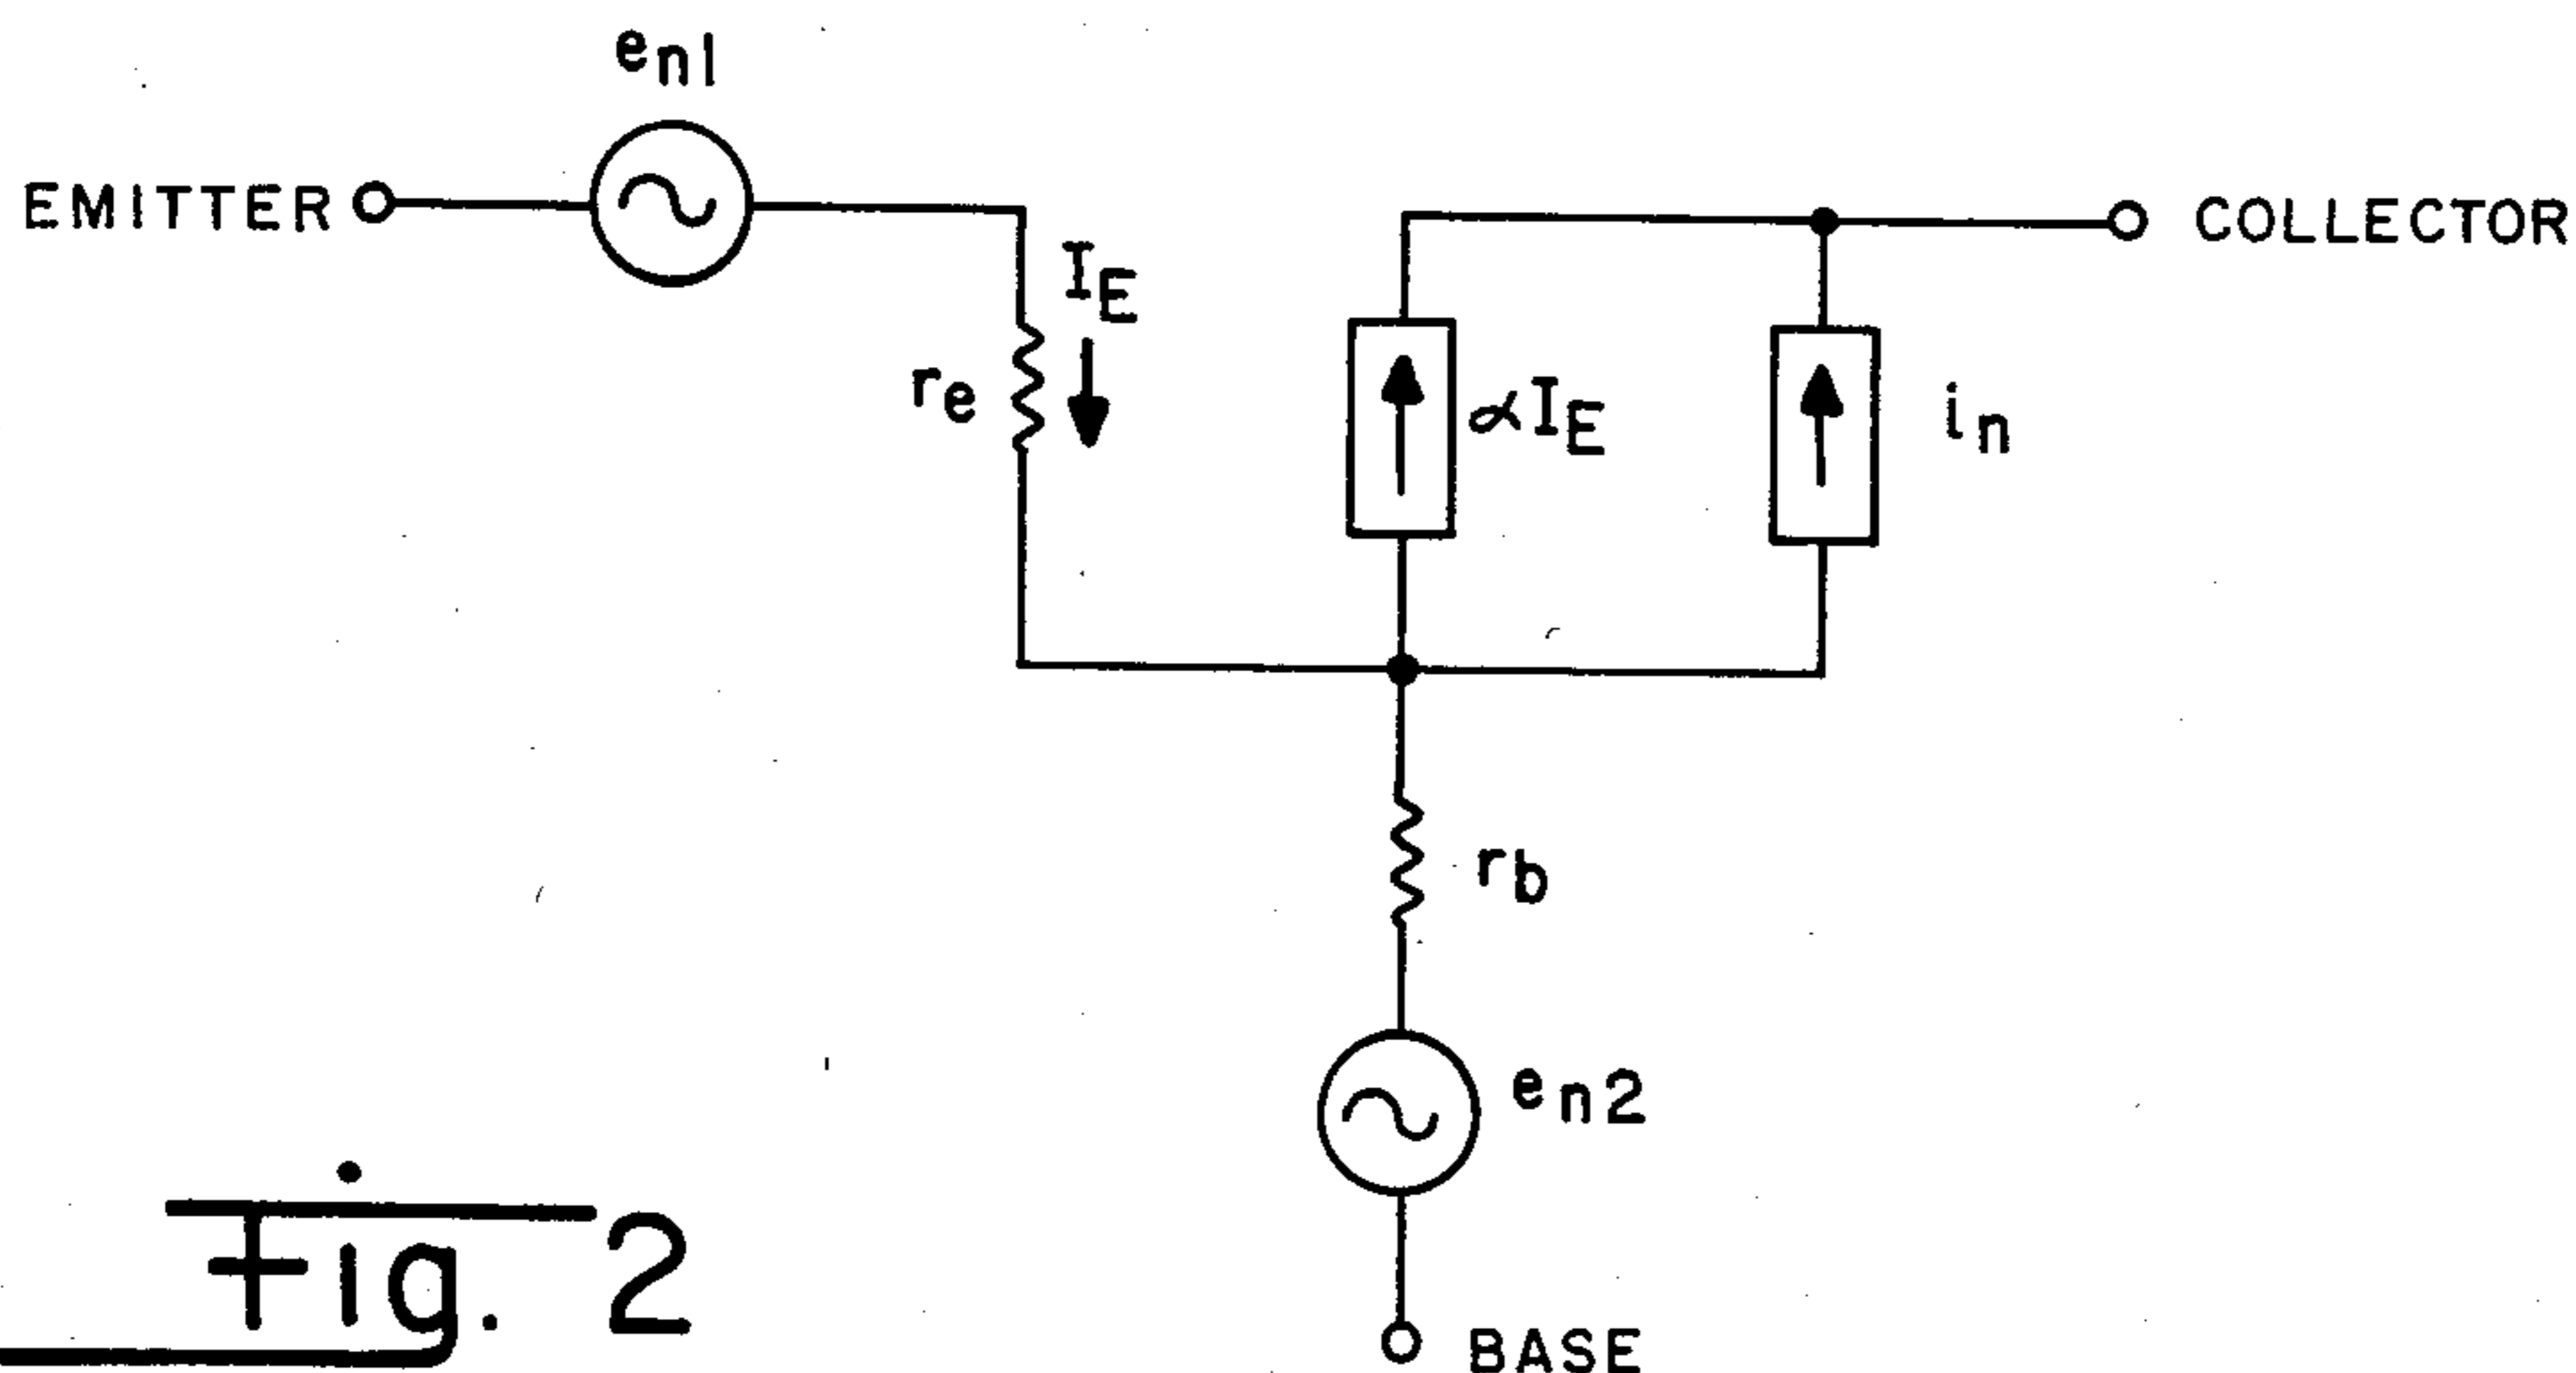 en1
EMITTER
COLLECTOR
IE
re
αIE
in
rb
en2
Fig. 2
BASE